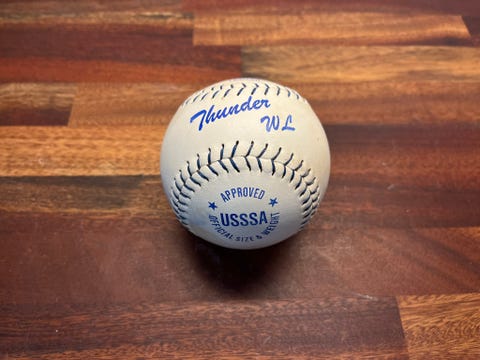 Thunder
WL
APPROVED
USSSA
OFFICIAL SIZE & WEIGHT